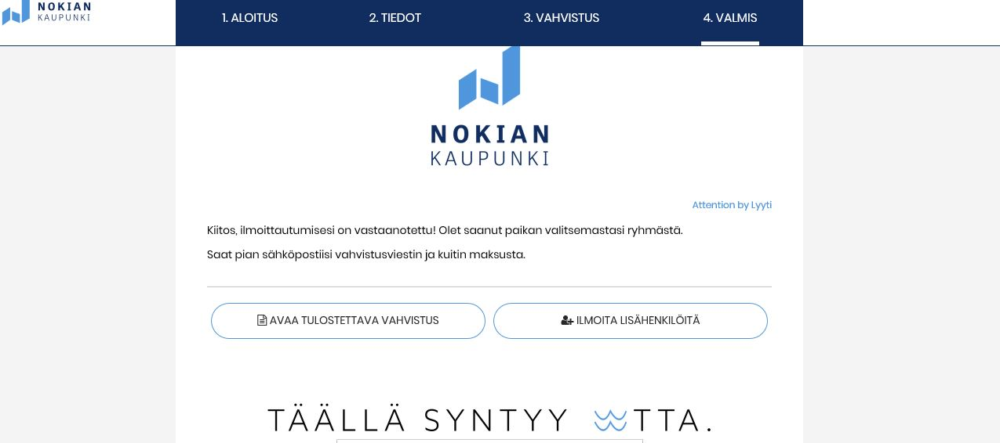 NOKIAN
KAUPUNKI
1. ALOITUS 2. TIEDOT 3. VAHVISTUS 4. VALMIS
NOKIAN
KAUPUNKI
Attention by Lyyti
Kiitos, ilmoittautumisesi on vastaanotettu! Olet saanut paikan valitsemastasi ryhmästä.
Saat pian sähköpostiisi vahvistusviestin ja kuitin maksusta.
AVAA TULOSTETTAVA VAHVISTUS ILMOITA LISÄHENKILÖITÄ
TÄÄLLÄ SYNTYY WTTA.